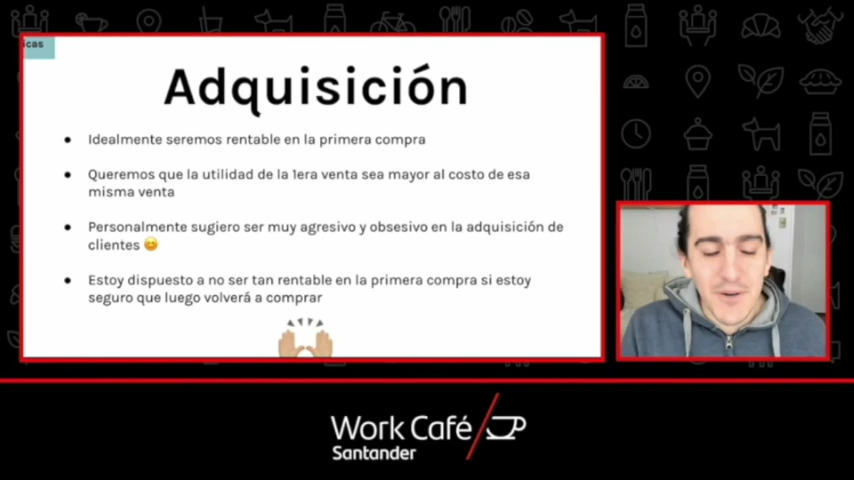 icas
Adquisición
● Idealmente seremos rentable en la primera compra
● Queremos que la utilidad de la 1era venta sea mayor al costo de esa
misma venta
● Personalmente sugiero ser muy agresivo y obsesivo en la adquisición de
clientes 😊
● Estoy dispuesto a no ser tan rentable en la primera compra si estoy
seguro que luego volverá a comprar
Work Café
Santander